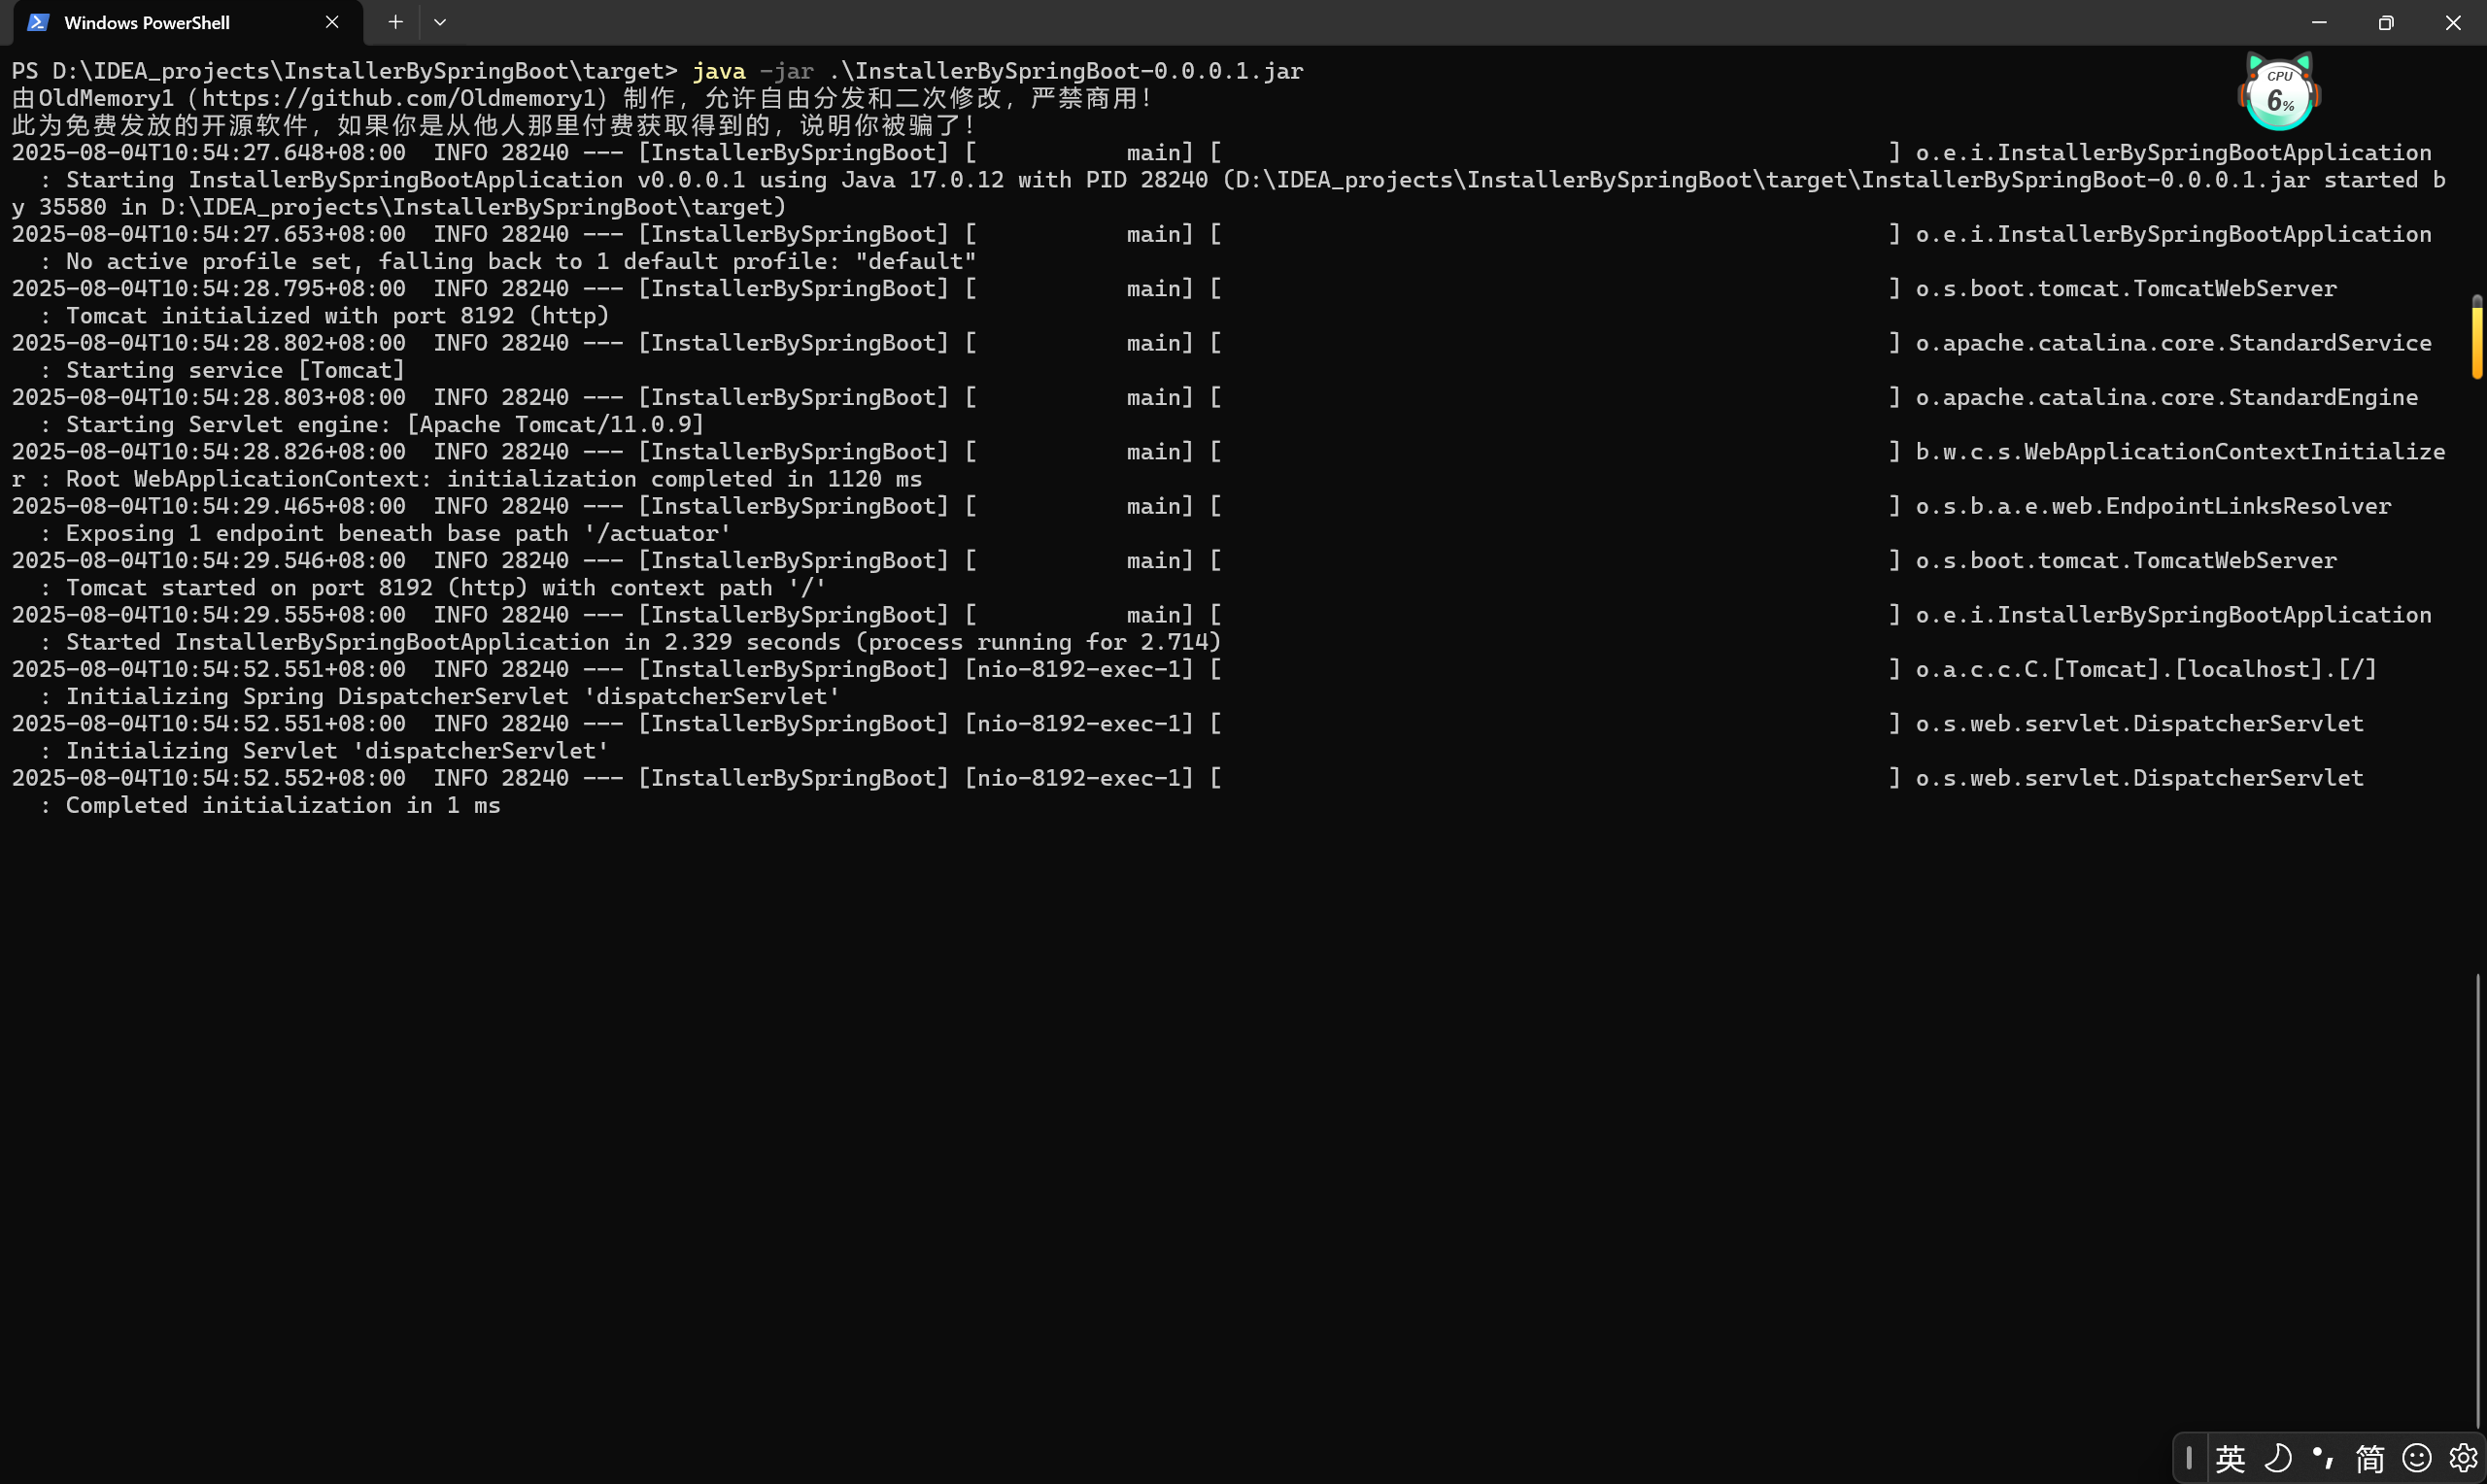 Windows PowerShell
PS D:\IDEA_projects\InstallerBySpringBoot\target> java -jar .\InstallerBySpringBoot-0.0.0.1.jar
由OldMemory1（https://github.com/Oldmemory1）制作，允许自由分发和二次修改，严禁商用！
此为免费发放的开源软件，如果你是从他人那里付费获取得到的，说明你被骗了！
CPU
6%
2025-08-04T10:54:27.648+08:00  INFO 28240 --- [InstallerBySpringBoot] [           main] [                                                 ] o.e.i.InstallerBySpringBootApplication
  : Starting InstallerBySpringBootApplication v0.0.0.1 using Java 17.0.12 with PID 28240 (D:\IDEA_projects\InstallerBySpringBoot\target\InstallerBySpringBoot-0.0.0.1.jar started b
y 35580 in D:\IDEA_projects\InstallerBySpringBoot\target)
2025-08-04T10:54:27.653+08:00  INFO 28240 --- [InstallerBySpringBoot] [           main] [                                                 ] o.e.i.InstallerBySpringBootApplication
  : No active profile set, falling back to 1 default profile: "default"
2025-08-04T10:54:28.795+08:00  INFO 28240 --- [InstallerBySpringBoot] [           main] [                                                 ] o.s.boot.tomcat.TomcatWebServer
  : Tomcat initialized with port 8192 (http)
2025-08-04T10:54:28.802+08:00  INFO 28240 --- [InstallerBySpringBoot] [           main] [                                                 ] o.apache.catalina.core.StandardService
  : Starting service [Tomcat]
2025-08-04T10:54:28.803+08:00  INFO 28240 --- [InstallerBySpringBoot] [           main] [                                                 ] o.apache.catalina.core.StandardEngine
  : Starting Servlet engine: [Apache Tomcat/11.0.9]
2025-08-04T10:54:28.826+08:00  INFO 28240 --- [InstallerBySpringBoot] [           main] [                                                 ] b.w.c.s.WebApplicationContextInitialize
r : Root WebApplicationContext: initialization completed in 1120 ms
2025-08-04T10:54:29.465+08:00  INFO 28240 --- [InstallerBySpringBoot] [           main] [                                                 ] o.s.b.a.e.web.EndpointLinksResolver
  : Exposing 1 endpoint beneath base path '/actuator'
2025-08-04T10:54:29.546+08:00  INFO 28240 --- [InstallerBySpringBoot] [           main] [                                                 ] o.s.boot.tomcat.TomcatWebServer
  : Tomcat started on port 8192 (http) with context path '/'
2025-08-04T10:54:29.555+08:00  INFO 28240 --- [InstallerBySpringBoot] [           main] [                                                 ] o.e.i.InstallerBySpringBootApplication
  : Started InstallerBySpringBootApplication in 2.329 seconds (process running for 2.714)
2025-08-04T10:54:52.551+08:00  INFO 28240 --- [InstallerBySpringBoot] [nio-8192-exec-1] [                                                 ] o.a.c.c.C.[Tomcat].[localhost].[/]
  : Initializing Spring DispatcherServlet 'dispatcherServlet'
2025-08-04T10:54:52.551+08:00  INFO 28240 --- [InstallerBySpringBoot] [nio-8192-exec-1] [                                                 ] o.s.web.servlet.DispatcherServlet
  : Initializing Servlet 'dispatcherServlet'
2025-08-04T10:54:52.552+08:00  INFO 28240 --- [InstallerBySpringBoot] [nio-8192-exec-1] [                                                 ] o.s.web.servlet.DispatcherServlet
  : Completed initialization in 1 ms
英 简